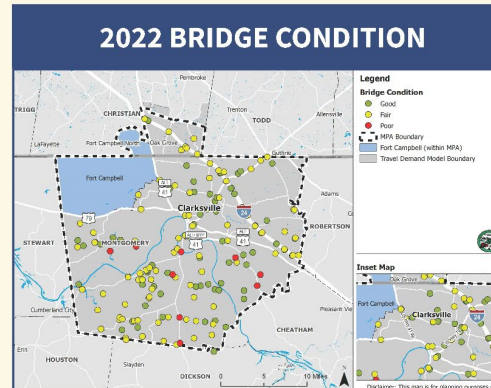 2022 BRIDGE CONDITION
Pembroke
TRIGG
CHRISTIAN
Trenton
TODD
Allensville
LaFayette
Fort Campbell North
Oak Grove
Guthrie
Fort Campbell
ALT
41
Adams
Clarksville
24
79
ROBERTSON
STEWART
MONTGOMERY
41
41
Cumberland City
Pleasant Vie
CHEATHAM
Erin
HOUSTON
Slayden
DICKSON
0 5 10 Miles
Legend
Bridge Condition
Good
Fair
Poor
MPA Boundary
Fort Campbell (within MPA)
Travel Demand Model Boundary
Inset Map
Oak Grove
Fort Campbell
Clarksville
Disclaimer: This map is for planning purposes